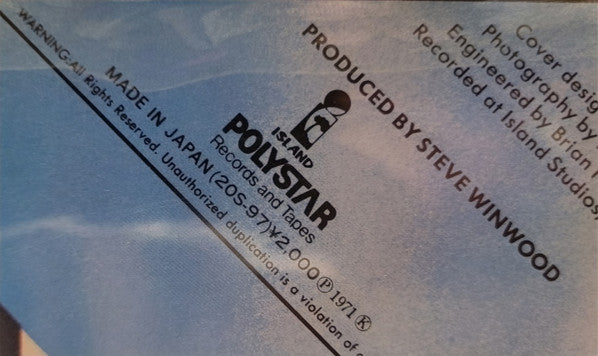 Cover desig
Photography by
Engineered by Brian
Recorded at Island Studios,
PRODUCED BY STEVE WINWOOD
ISLAND
POLYSTAR
Records and Tapes
MADE IN JAPAN (20S-97) ¥2,000 Ⓟ 1971 Ⓚ
WARNING: All Rights Reserved. Unauthorized duplication is a violation of